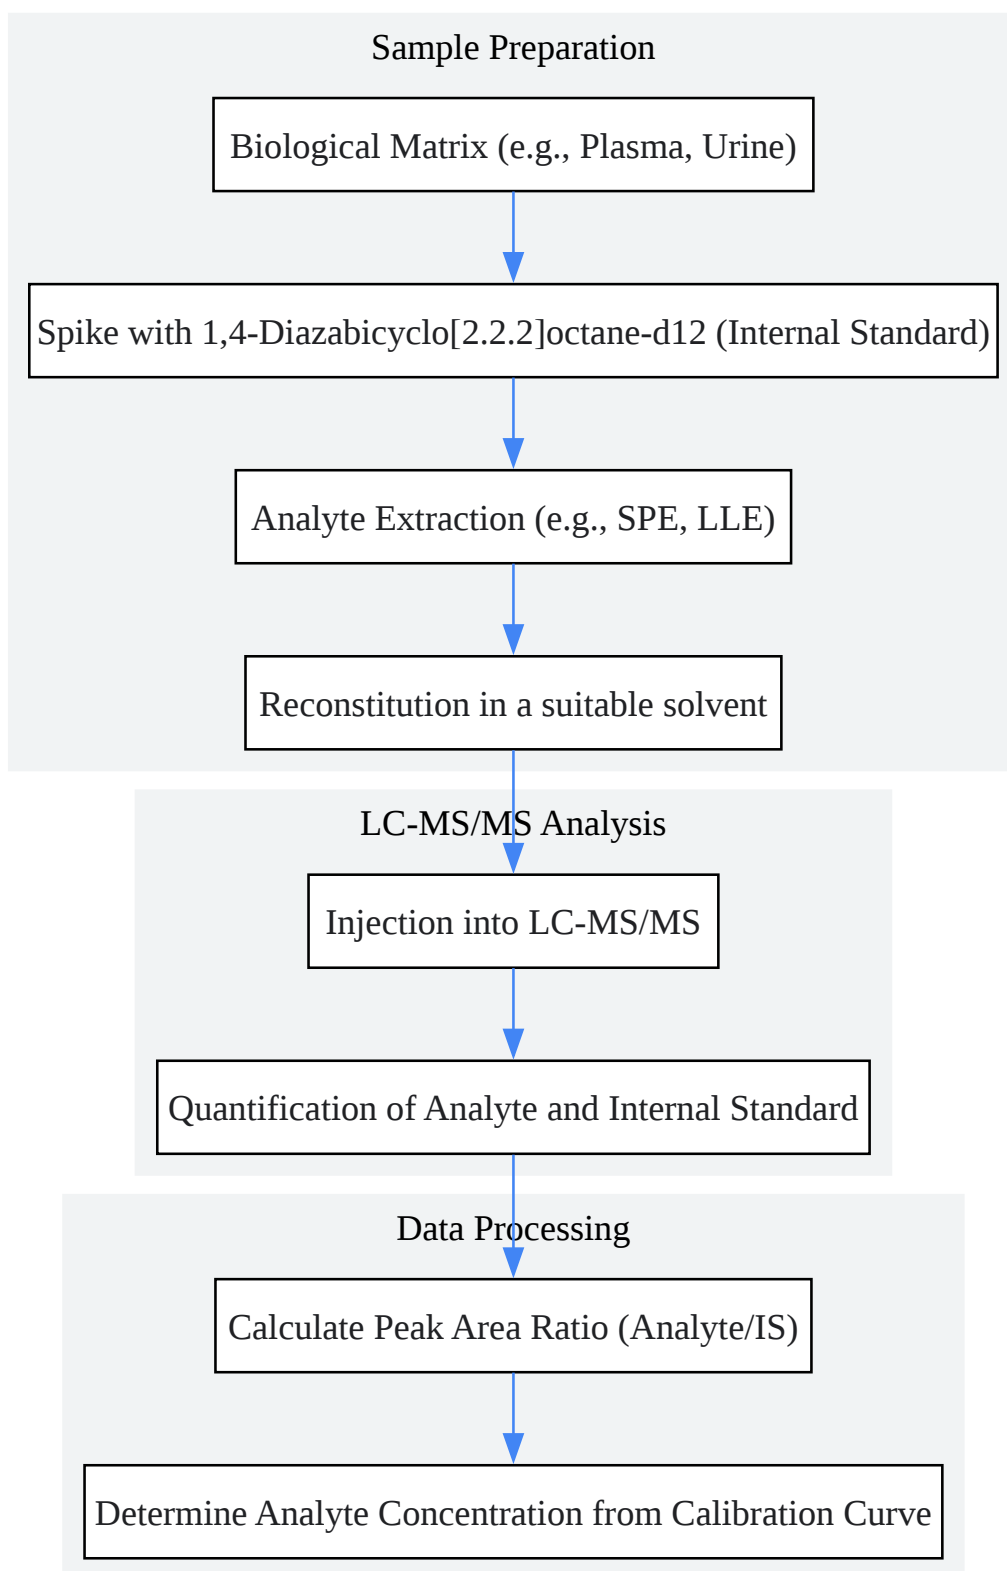 Sample Preparation
Biological Matrix (e.g., Plasma, Urine)
Spike with 1,4-Diazabicyclo[2.2.2]octane-d12 (Internal Standard)
Analyte Extraction (e.g., SPE, LLE)
Reconstitution in a suitable solvent
LC-MS/MS Analysis
Injection into LC-MS/MS
Quantification of Analyte and Internal Standard
Data Processing
Calculate Peak Area Ratio (Analyte/IS)
Determine Analyte Concentration from Calibration Curve